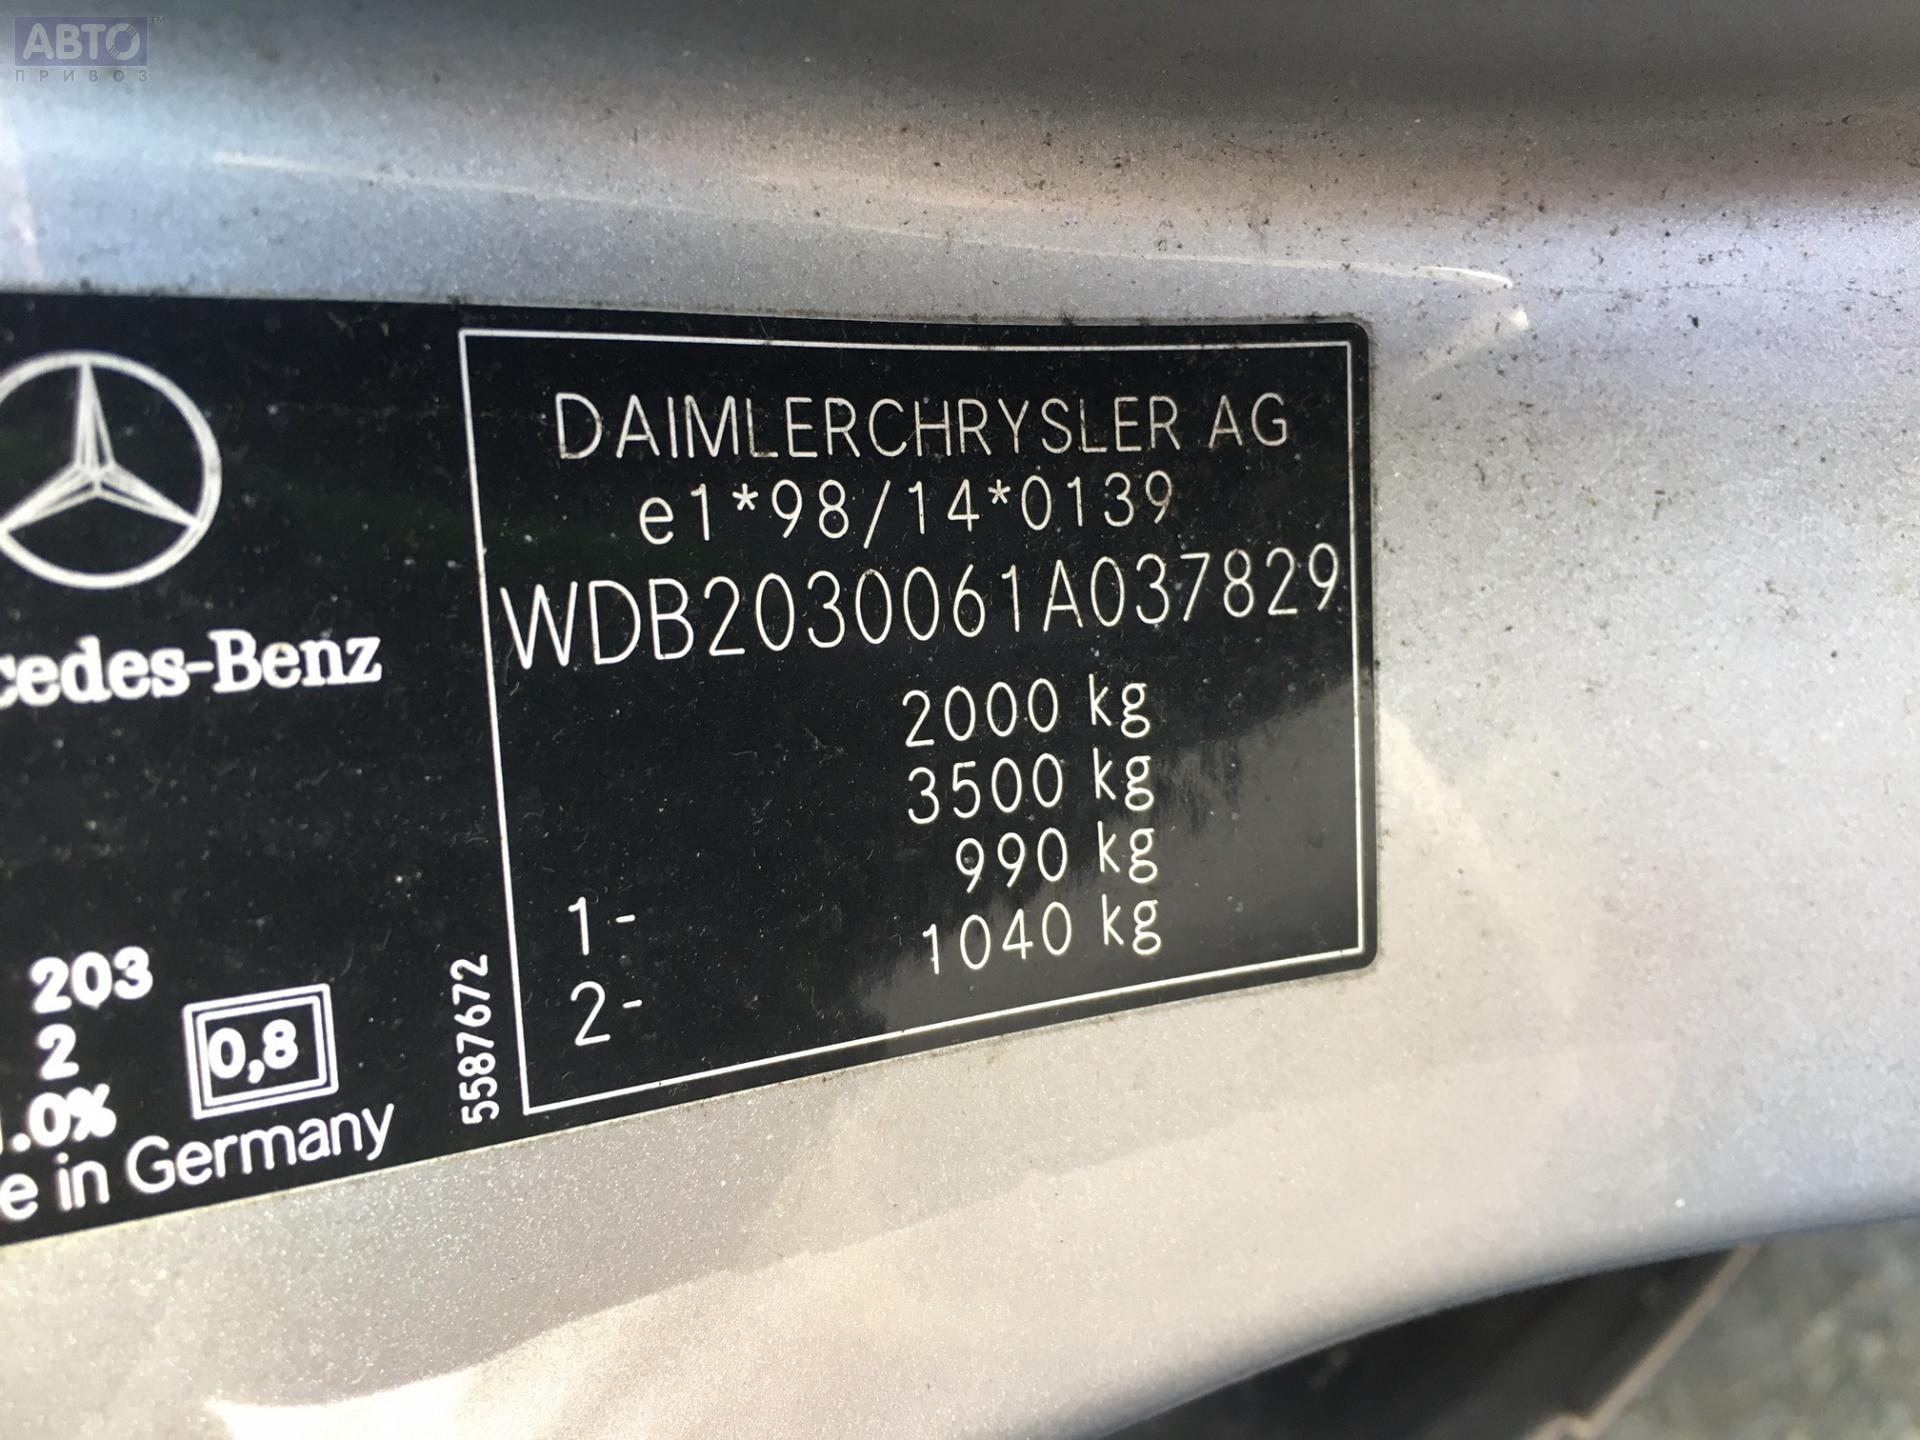 АВТО
ПРИВОЗ
cedes-Benz
203
2
.0%
0,8
e in Germany
5587672
DAIMLERCHRYSLER AG
e1*98/14*0139
WDB2030061A037829
2000 kg
3500 kg
1- 990 kg
2- 1040 kg